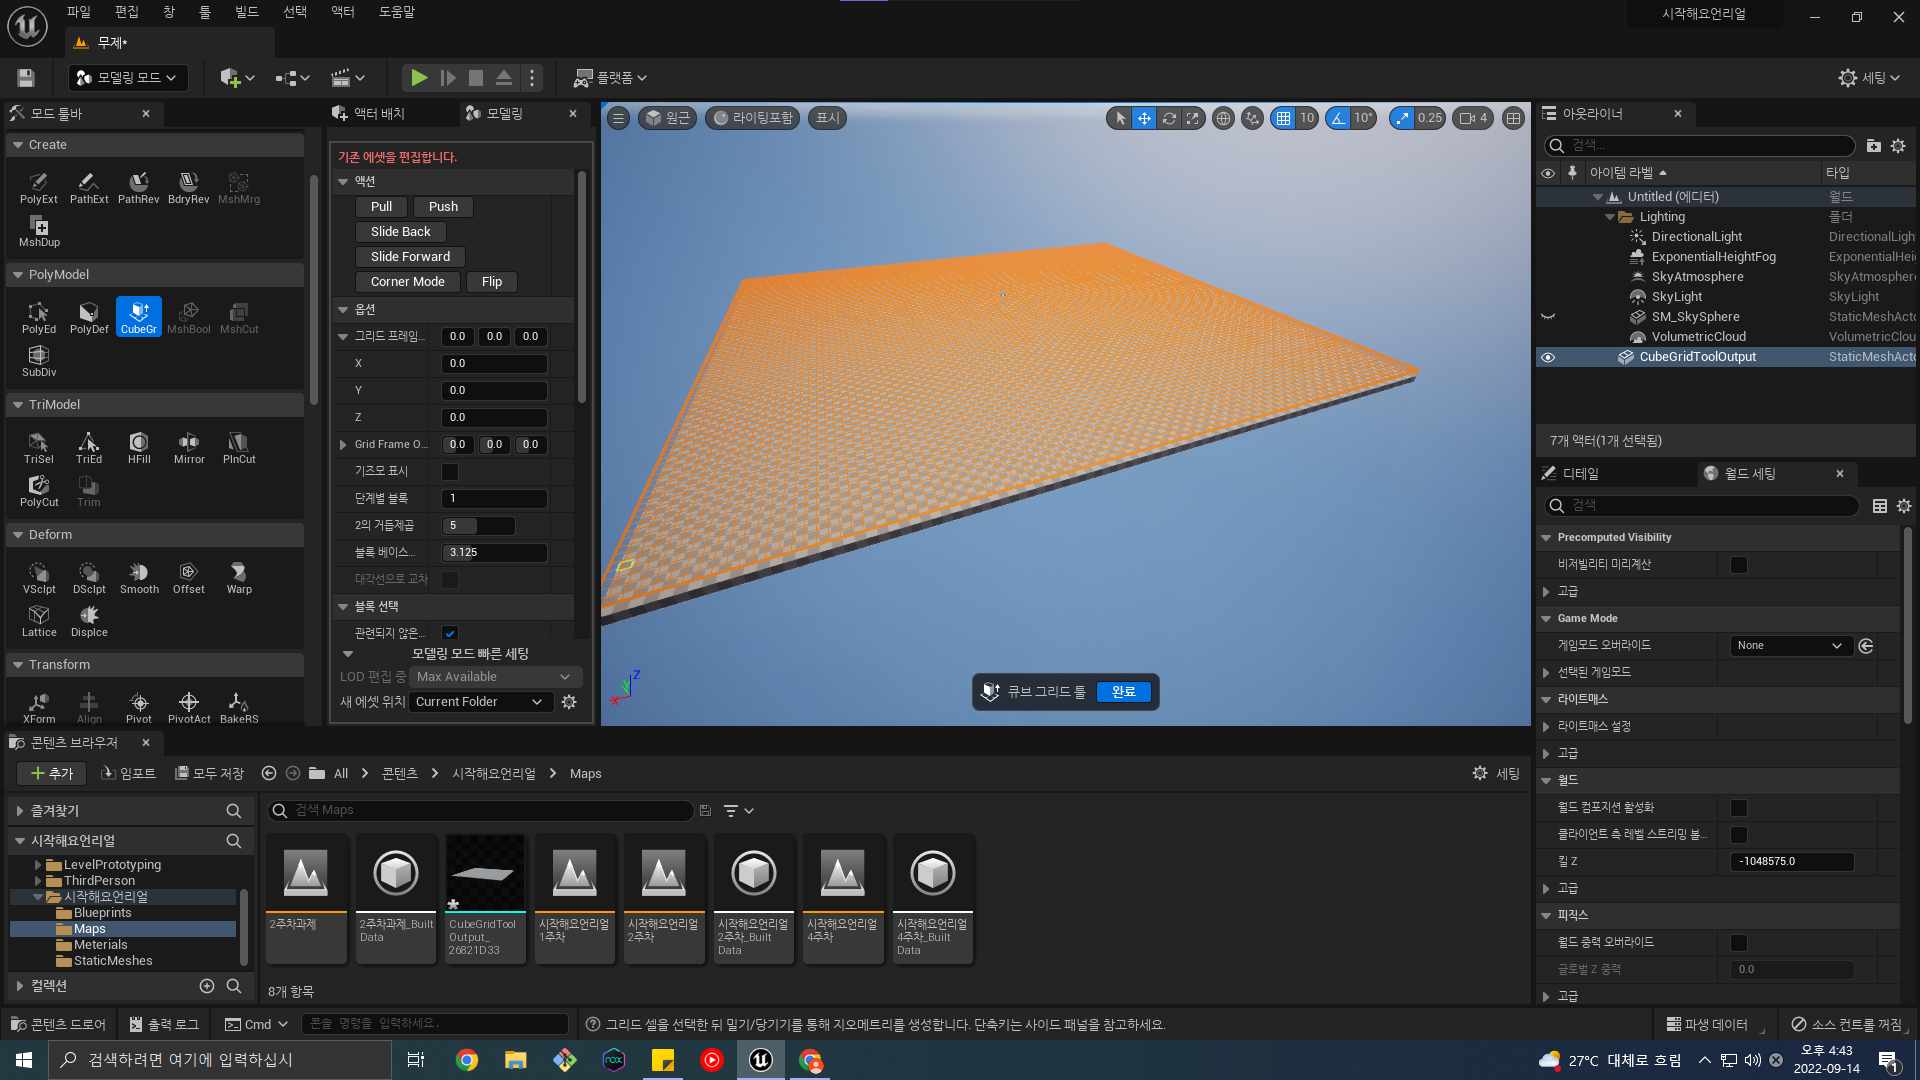 파일 편집 창 툴 빌드 선택 액터 도움말
시작해요언리얼
무제*
모델링 모드
플랫폼
세팅
모드 툴바
Create
PolyExt PathExt PathRev BdryRev MshMrg
MshDup
PolyModel
PolyEd PolyDef CubeGr MshBool MshCut
SubDiv
TriModel
TriSel TriEd HFill Mirror PlnCut
PolyCut Trim
Deform
VSclpt DSclpt Smooth Offset Warp
Lattice Displce
Transform
XForm Align Pivot PivotAct BakeRS
액터 배치
모델링
기존 에셋을 편집합니다.
액션
Pull Push
Slide Back
Slide Forward
Corner Mode Flip
옵션
그리드 프레임... 0.0 0.0 0.0
X 0.0
Y 0.0
Z 0.0
Grid Frame O... 0.0 0.0 0.0
기즈모 표시
단계별 블록 1
2의 거듭제곱 5
블록 베이스... 3.125
대각선으로 교차
블록 선택
관련되지 않은...
모델링 모드 빠른 세팅
LOD 편집 중 Max Available
새 에셋 위치 Current Folder
원근 라이팅포함 표시
10 10° 0.25 4
Z
큐브 그리드 툴 완료
아웃라이너
검색...
아이템 라벨 타입
Untitled (에디터) 월드
Lighting 폴더
DirectionalLight DirectionalLigh
ExponentialHeightFog ExponentialHei
SkyAtmosphere SkyAtmosphere
SkyLight SkyLight
SM_SkySphere StaticMeshActo
VolumetricCloud VolumetricClou
CubeGridToolOutput StaticMeshActo
7개 액터(1개 선택됨)
디테일
월드 세팅
검색
Precomputed Visibility
비저빌리티 미리계산
고급
Game Mode
게임모드 오버라이드 None
선택된 게임모드
라이트매스
라이트매스 설정
고급
월드
월드 컴포지션 활성화
클라이언트 측 레벨 스트리밍 볼...
킬 Z -1048575.0
고급
피직스
월드 중력 오버라이드
글로벌 Z 중력 0.0
고급
콘텐츠 브라우저
추가 임포트 모두 저장 All 콘텐츠 시작해요언리얼 Maps
세팅
즐겨찾기
시작해요언리얼
LevelPrototyping
ThirdPerson
시작해요언리얼
Blueprints
Maps
Meterials
StaticMeshes
컬렉션
검색 Maps
2주차과제
2주차과제_Built
Data
CubeGridTool
Output_
26821D33
시작해요언리얼
1주차
시작해요언리얼
2주차
시작해요언리얼
2주차_Built
Data
시작해요언리얼
4주차
시작해요언리얼
4주차_Built
Data
8개 항목
콘텐츠 드로어 출력 로그 Cmd 콘솔 명령을 입력하세요.
그리드 셀을 선택한 뒤 밀기/당기기를 통해 지오메트리를 생성합니다. 단축키는 사이드 패널을 참고하세요.
파생 데이터 소스 컨트롤 꺼짐
검색하려면 여기에 입력하십시
nox
27°C 대체로 흐림
오후 4:43
2022-09-14
1